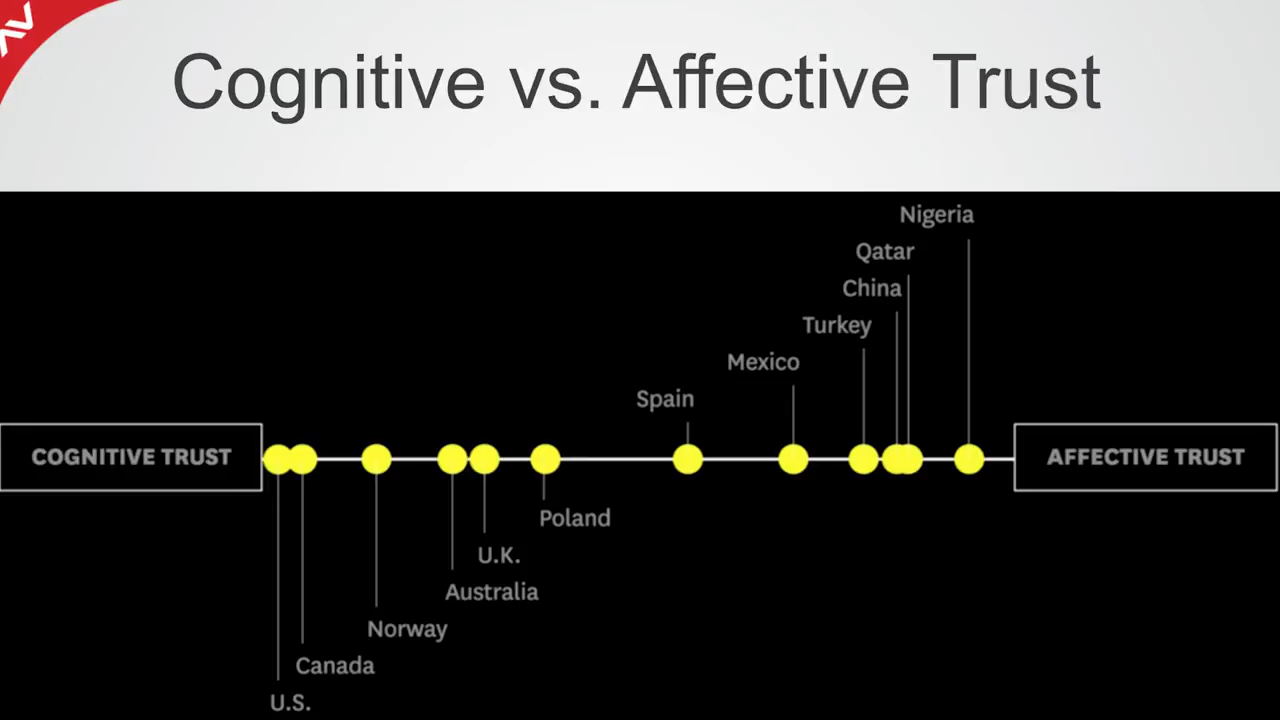 Cognitive vs. Affective Trust
Nigeria
Qatar
China
Turkey
Mexico
Spain
COGNITIVE TRUST
AFFECTIVE TRUST
Poland
U.K.
Australia
Norway
Canada
U.S.